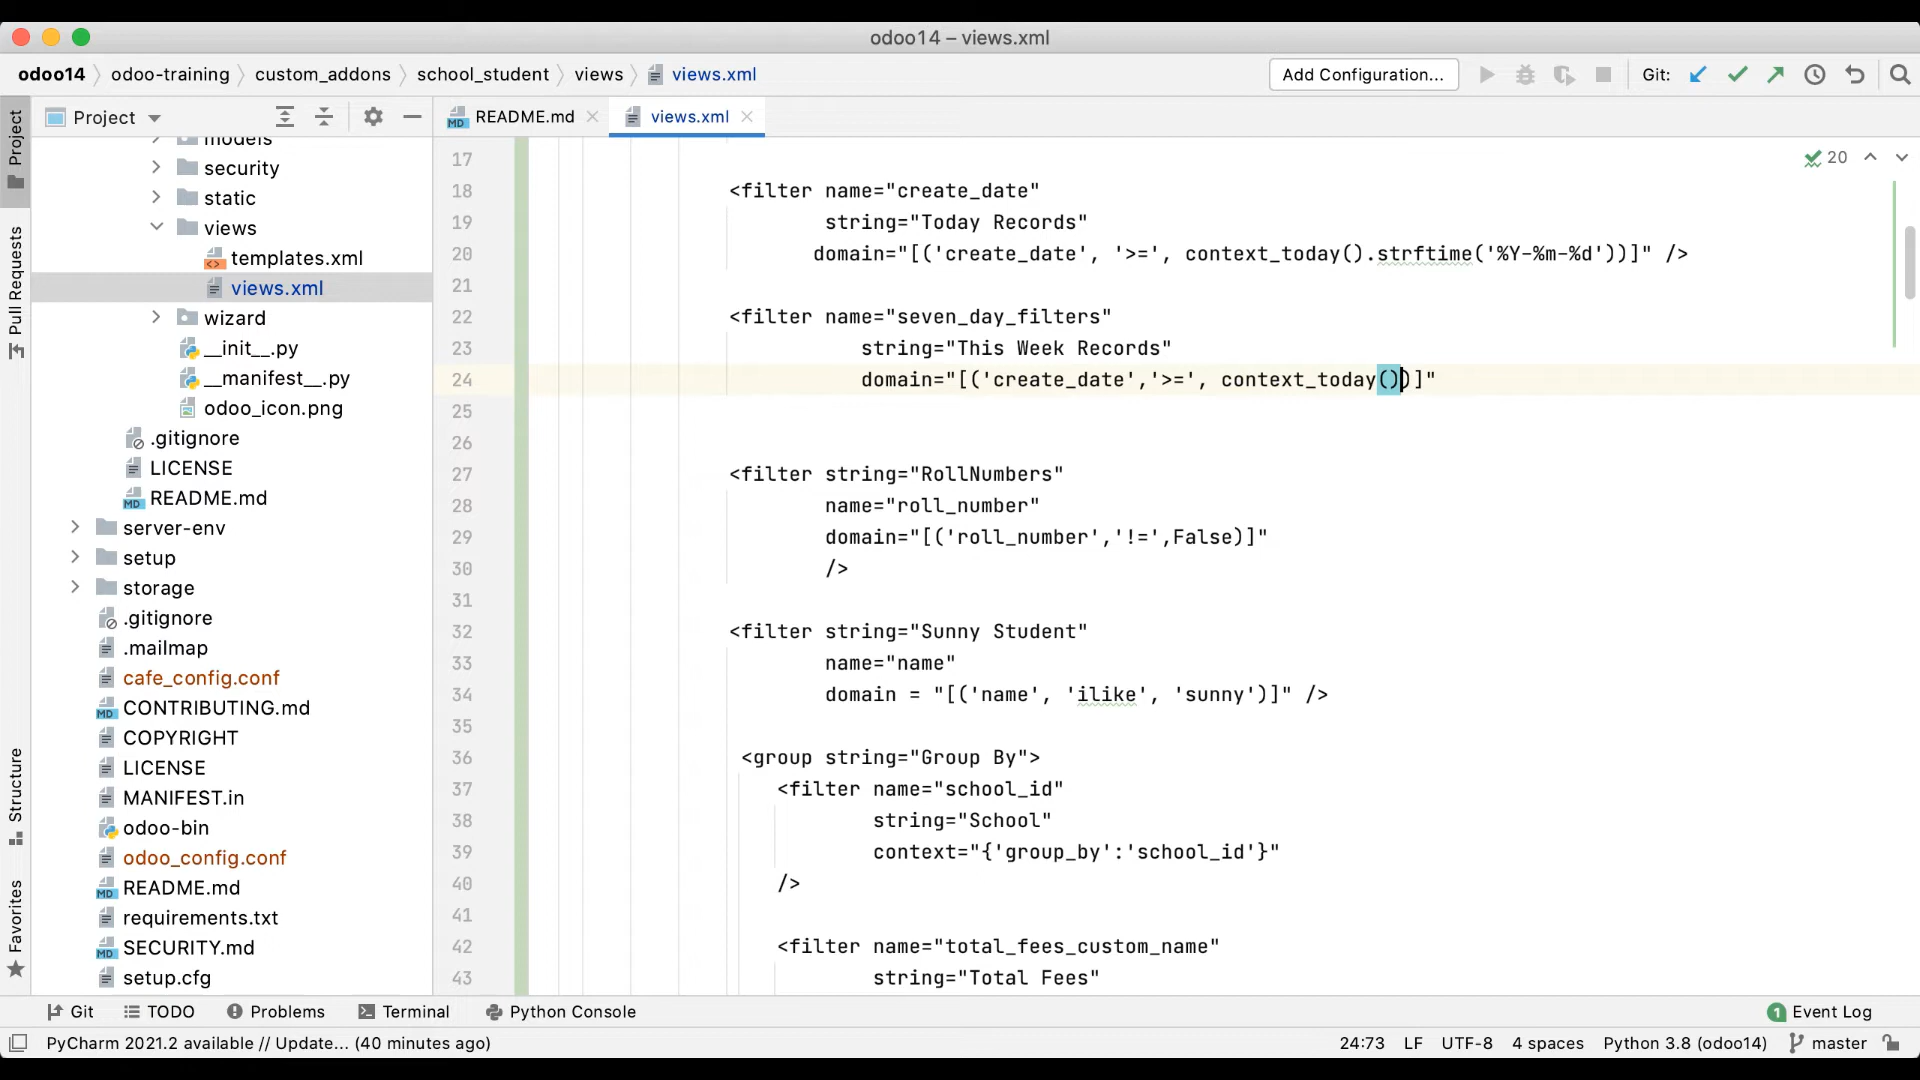 odoo14 – views.xml
odoo14 odoo-training custom_addons school_student views views.xml Add Configuration... Git:
Project README.md views.xml
Project
Pull Requests
Structure
Favorites
models
security
static
views
templates.xml
views.xml
wizard
__init__.py
__manifest__.py
odoo_icon.png
.gitignore
LICENSE
README.md
server-env
setup
storage
.gitignore
.mailmap
cafe_config.conf
CONTRIBUTING.md
COPYRIGHT
LICENSE
MANIFEST.in
odoo-bin
odoo_config.conf
README.md
requirements.txt
SECURITY.md
setup.cfg
20
17
18 <filter name="create_date"
19 string="Today Records"
20 domain="[('create_date', '>=', context_today().strftime('%Y-%m-%d'))]" />
21
22 <filter name="seven_day_filters"
23 string="This Week Records"
24 domain="[('create_date','>=', context_today())]"
25
26
27 <filter string="RollNumbers"
28 name="roll_number"
29 domain="[('roll_number','!=',False)]"
30 />
31
32 <filter string="Sunny Student"
33 name="name"
34 domain = "[('name', 'ilike', 'sunny')]" />
35
36 <group string="Group By">
37 <filter name="school_id"
38 string="School"
39 context="{'group_by':'school_id'}"
40 />
41
42 <filter name="total_fees_custom_name"
43 string="Total Fees"
Git TODO Problems Terminal Python Console 1 Event Log
PyCharm 2021.2 available // Update... (40 minutes ago) 24:73 LF UTF-8 4 spaces Python 3.8 (odoo14) master